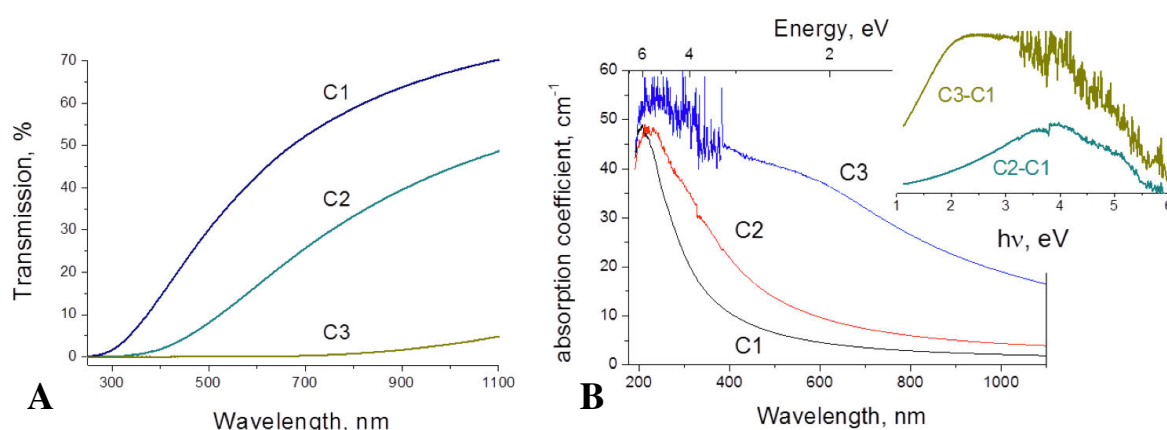 70
60
50
40
30
20
10
0
Transmission, %
C1
C2
C3
300 500 700 900 1100
Wavelength, nm
A
Energy, eV
6 4 2
60
50
40
30
20
10
0
absorption coefficient, cm⁻¹
C3
C2
C1
200 400 600 800 1000
Wavelength, nm
B
C3-C1
C2-C1
1 2 3 4 5 6
hν, eV